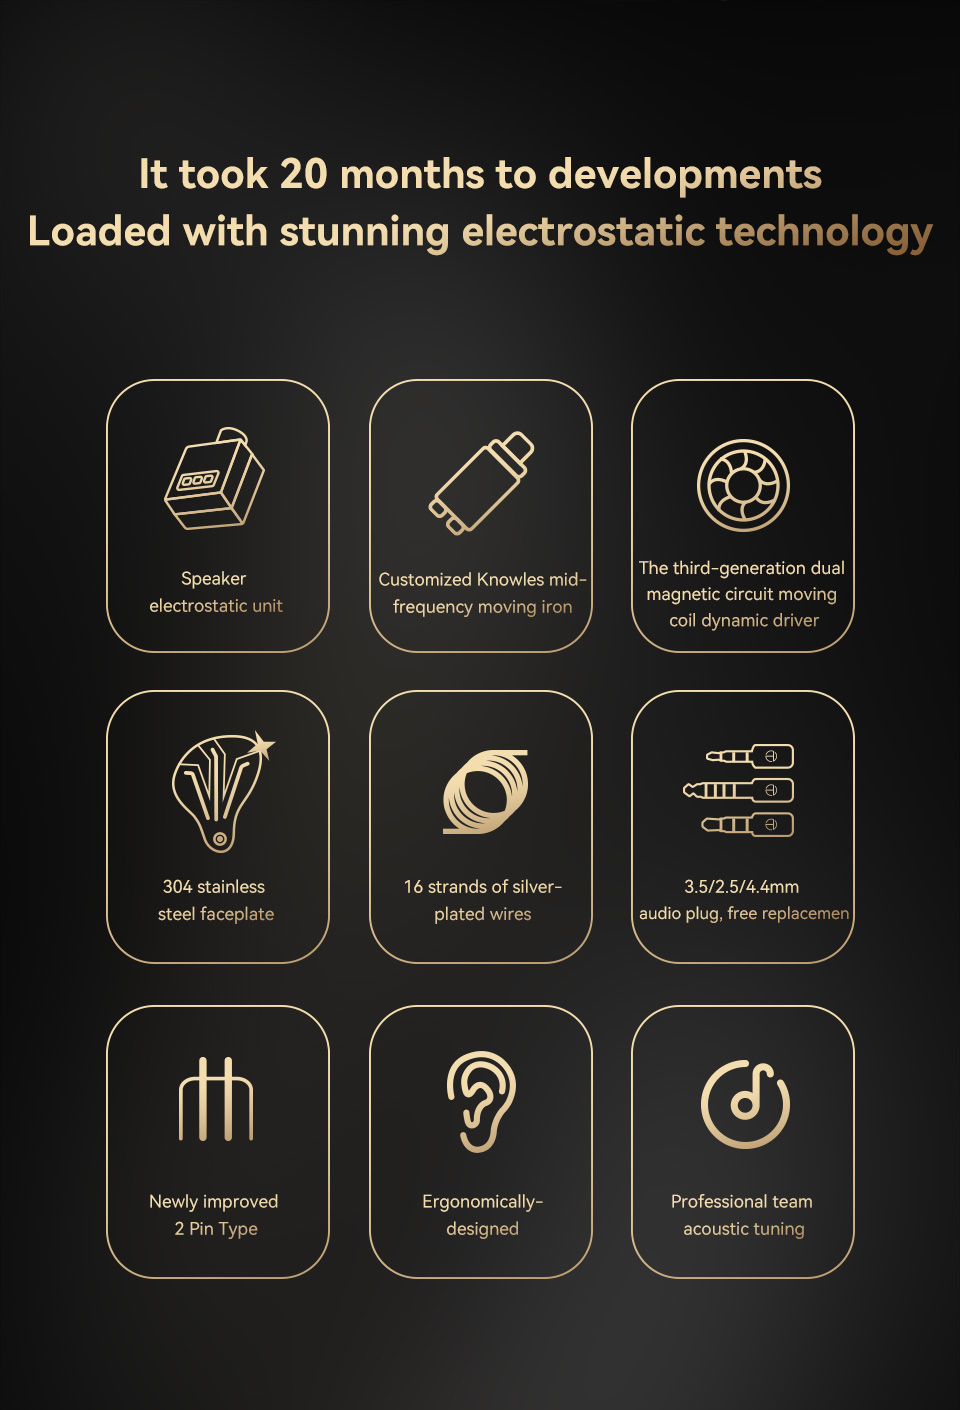 It took 20 months to developments
Loaded with stunning electrostatic technology
Speaker
electrostatic unit
Customized Knowles mid-
frequency moving iron
The third-generation dual
magnetic circuit moving
coil dynamic driver
304 stainless
steel faceplate
16 strands of silver-
plated wires
3.5/2.5/4.4mm
audio plug, free replacemen
Newly improved
2 Pin Type
Ergonomically-
designed
Professional team
acoustic tuning